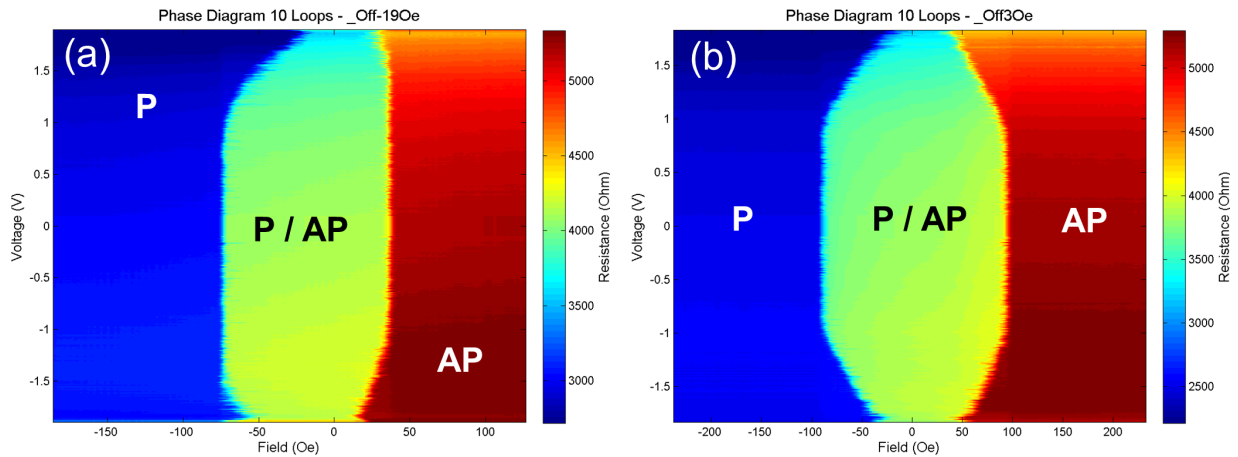 Phase Diagram 10 Loops - _Off-19Oe
(a)
P
P / AP
AP
1.5
1
0.5
0
-0.5
-1
-1.5
Voltage (V)
-150
-100
-50
0
50
100
Field (Oe)
5000
4500
4000
3500
3000
Resistance (Ohm)
Phase Diagram 10 Loops - _Off3Oe
(b)
P
P / AP
AP
1.5
1
0.5
0
-0.5
-1
-1.5
Voltage (V)
-200
-150
-100
-50
0
50
100
150
200
Field (Oe)
5000
4500
4000
3500
3000
2500
Resistance (Ohm)